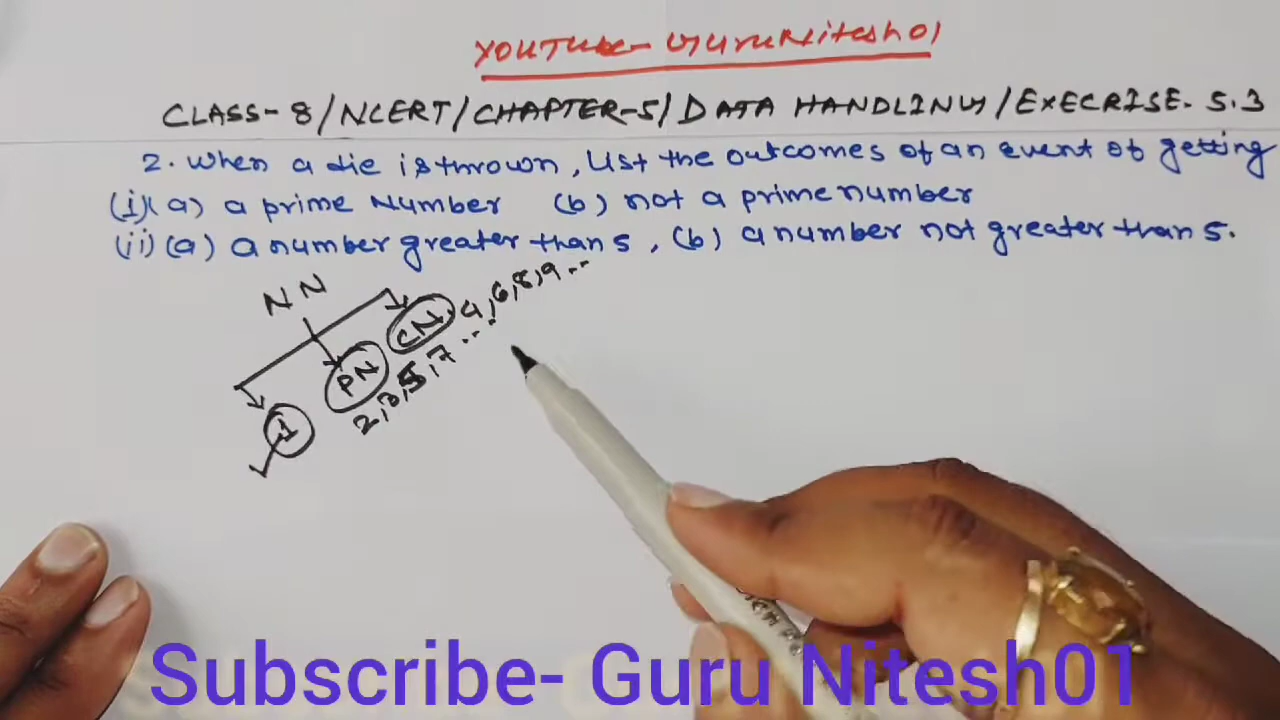 YOUTUBE- GuruNitesh01
CLASS-8/NCERT/CHAPTER-5/DATA HANDLING/EXECRISE. 5.3
2. When a die is thrown, List the outcomes of an event of getting
(i)(a) a prime Number (b) not a prime number
(ii)(a) a number greater than 5, (b) a number not greater than 5.
NN
CN 4,6,8,9...
PN 2,3,5,7...
1
Subscribe- Guru Nitesh01